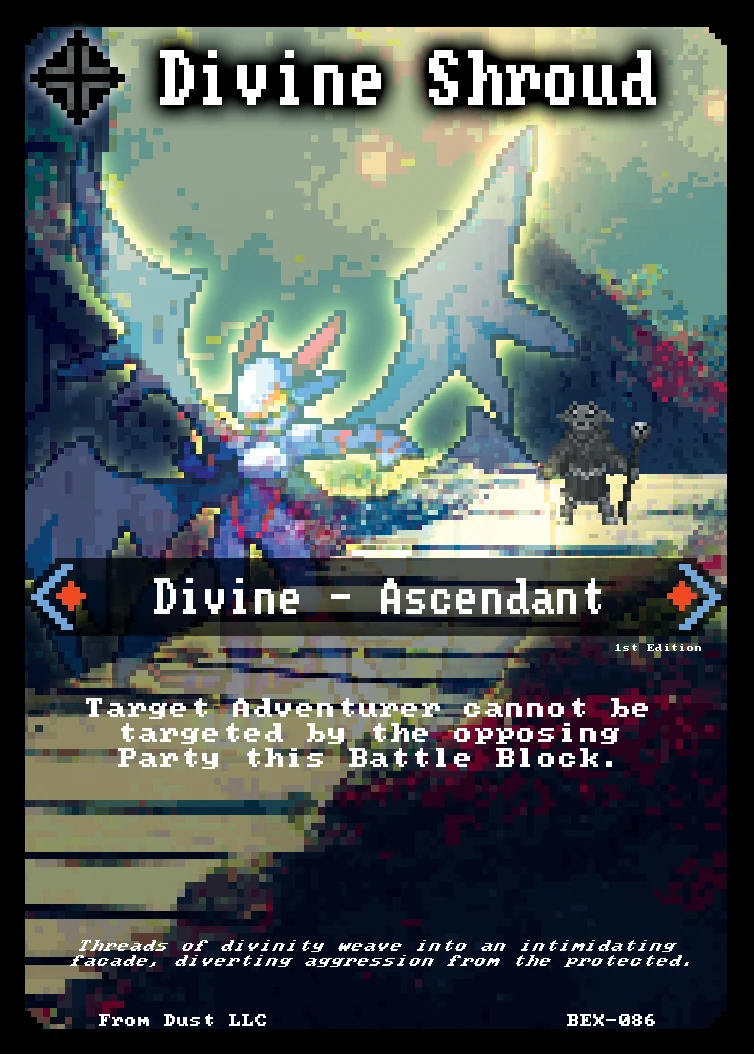 Divine Shroud
Divine - Ascendant
1st Edition
Target Adventurer cannot be
targeted by the opposing
Party this Battle Block.
Threads of divinity weave into an intimidating
facade, diverting aggression from the protected.
From Dust LLC
BEX-086